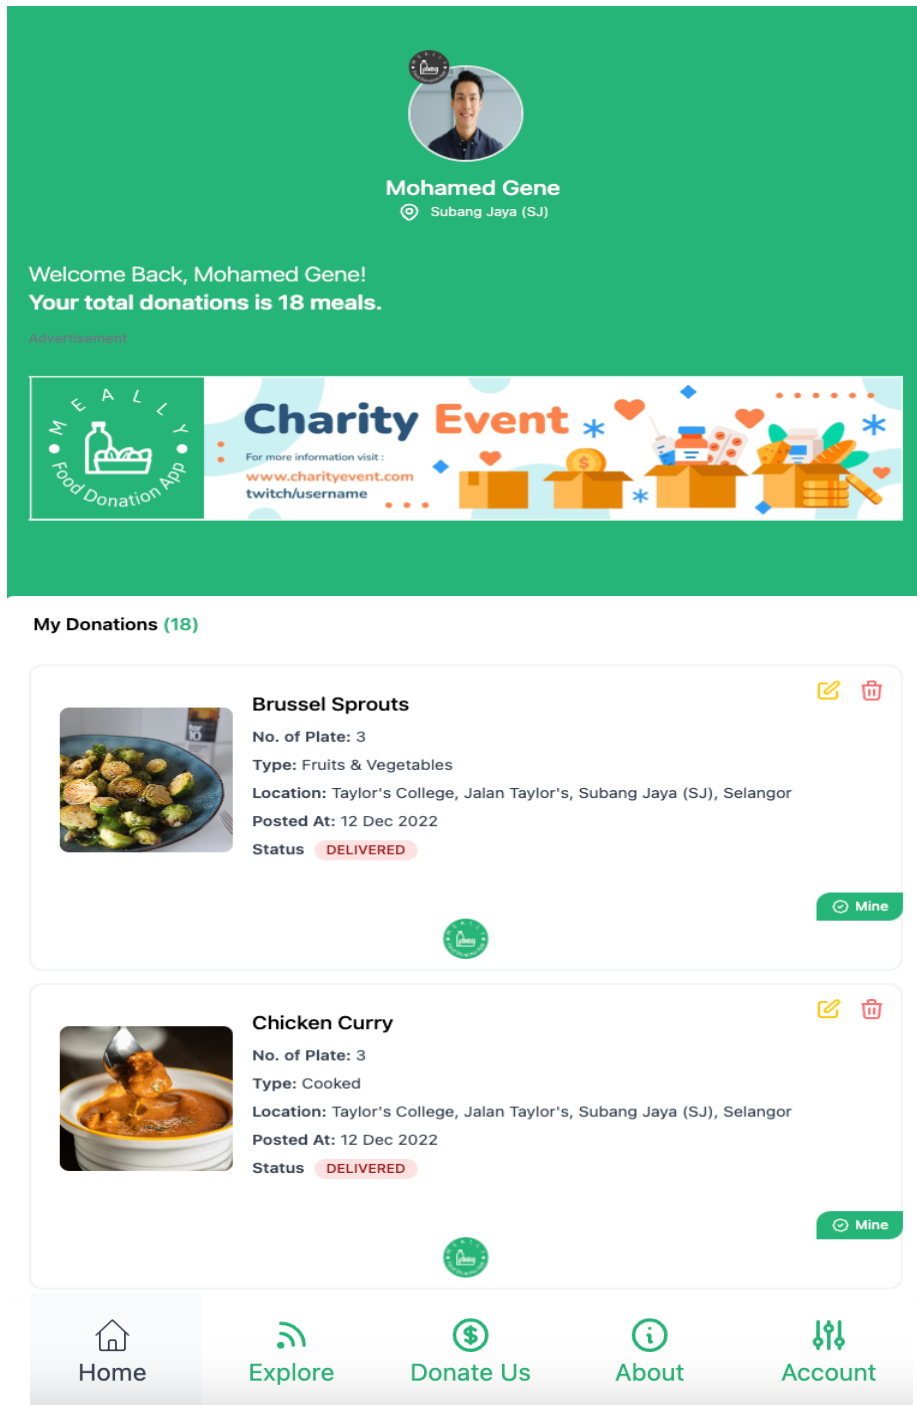 Mohamed Gene
Subang Jaya (SJ)
Welcome Back, Mohamed Gene!
Your total donations is 18 meals.
Advertisement
MEALLY
Food Donation App
Charity Event
For more information visit :
www.charityevent.com
twitch/username
My Donations (18)
Brussel Sprouts
No. of Plate: 3
Type: Fruits & Vegetables
Location: Taylor's College, Jalan Taylor's, Subang Jaya (SJ), Selangor
Posted At: 12 Dec 2022
Status DELIVERED
Mine
Chicken Curry
No. of Plate: 3
Type: Cooked
Location: Taylor's College, Jalan Taylor's, Subang Jaya (SJ), Selangor
Posted At: 12 Dec 2022
Status DELIVERED
Mine
Home
Explore
Donate Us
About
Account